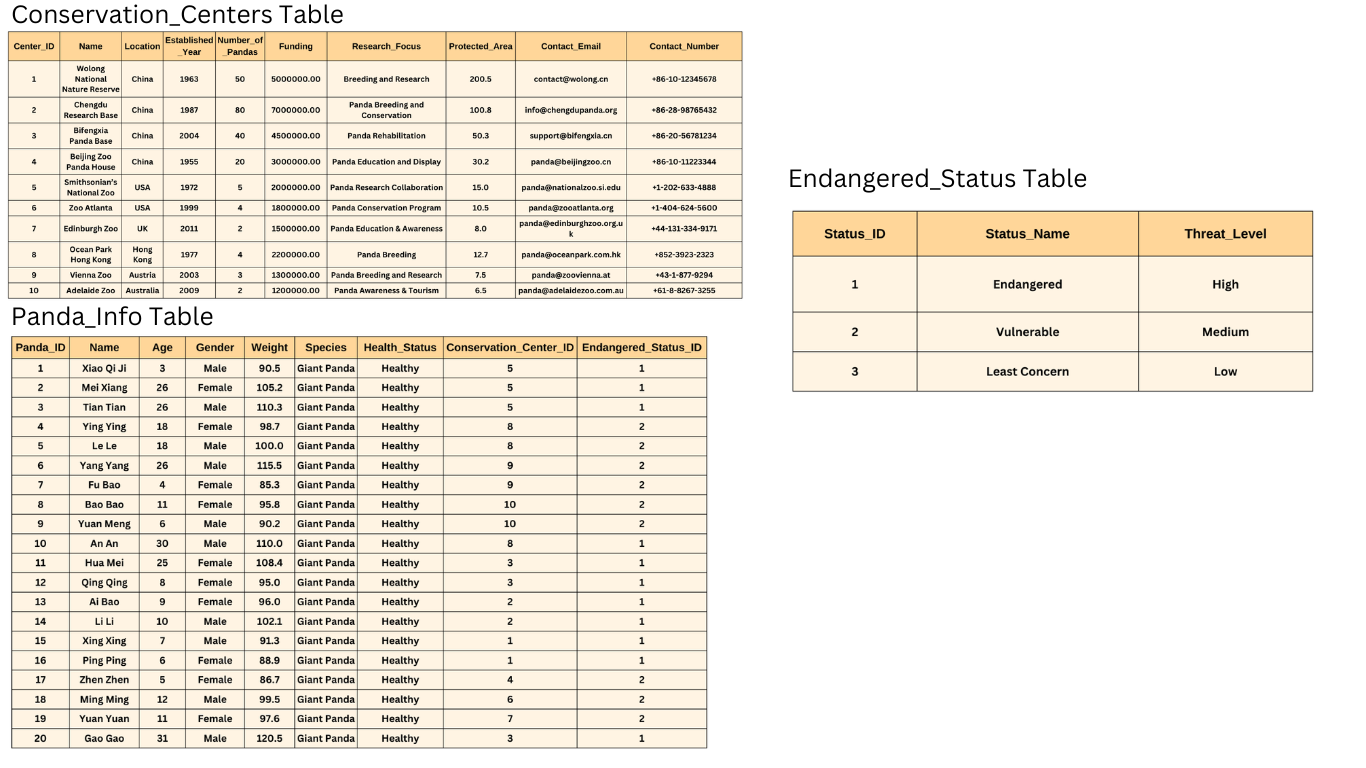 Conservation_Centers Table
Center_ID Name Location Established_Year Number_of_Pandas Funding Research_Focus Protected_Area Contact_Email Contact_Number
1 Wolong National Nature Reserve China 1963 50 5000000.00 Breeding and Research 200.5 contact@wolong.cn +86-10-12345678
2 Chengdu Research Base China 1987 80 7000000.00 Panda Breeding and Conservation 100.8 info@chengdupanda.org +86-28-98765432
3 Bifengxia Panda Base China 2004 40 4500000.00 Panda Rehabilitation 50.3 support@bifengxia.cn +86-20-56781234
4 Beijing Zoo Panda House China 1955 20 3000000.00 Panda Education and Display 30.2 panda@beijingzoo.cn +86-10-11223344
5 Smithsonian's National Zoo USA 1972 5 2000000.00 Panda Research Collaboration 15.0 panda@nationalzoo.si.edu +1-202-633-4888
6 Zoo Atlanta USA 1999 4 1800000.00 Panda Conservation Program 10.5 panda@zooatlanta.org +1-404-624-5600
7 Edinburgh Zoo UK 2011 2 1500000.00 Panda Education & Awareness 8.0 panda@edinburghzoo.org.uk +44-131-334-9171
8 Ocean Park Hong Kong Hong Kong 1977 4 2200000.00 Panda Breeding 12.7 panda@oceanpark.com.hk +852-3923-2323
9 Vienna Zoo Austria 2003 3 1300000.00 Panda Breeding and Research 7.5 panda@zoovienna.at +43-1-877-9294
10 Adelaide Zoo Australia 2009 2 1200000.00 Panda Awareness & Tourism 6.5 panda@adelaidezoo.com.au +61-8-8267-3255
Panda_Info Table
Panda_ID Name Age Gender Weight Species Health_Status Conservation_Center_ID Endangered_Status_ID
1 Xiao Qi Ji 3 Male 90.5 Giant Panda Healthy 5 1
2 Mei Xiang 26 Female 105.2 Giant Panda Healthy 5 1
3 Tian Tian 26 Male 110.3 Giant Panda Healthy 5 1
4 Ying Ying 18 Female 98.7 Giant Panda Healthy 8 2
5 Le Le 18 Male 100.0 Giant Panda Healthy 8 2
6 Yang Yang 26 Male 115.5 Giant Panda Healthy 9 2
7 Fu Bao 4 Female 85.3 Giant Panda Healthy 9 2
8 Bao Bao 11 Female 95.8 Giant Panda Healthy 10 2
9 Yuan Meng 6 Male 90.2 Giant Panda Healthy 10 2
10 An An 30 Male 110.0 Giant Panda Healthy 8 1
11 Hua Mei 25 Female 108.4 Giant Panda Healthy 3 1
12 Qing Qing 8 Female 95.0 Giant Panda Healthy 3 1
13 Ai Bao 9 Female 96.0 Giant Panda Healthy 2 1
14 Li Li 10 Male 102.1 Giant Panda Healthy 2 1
15 Xing Xing 7 Male 91.3 Giant Panda Healthy 1 1
16 Ping Ping 6 Female 88.9 Giant Panda Healthy 1 1
17 Zhen Zhen 5 Female 86.7 Giant Panda Healthy 4 2
18 Ming Ming 12 Male 99.5 Giant Panda Healthy 6 2
19 Yuan Yuan 11 Female 97.6 Giant Panda Healthy 7 2
20 Gao Gao 31 Male 120.5 Giant Panda Healthy 3 1
Endangered_Status Table
Status_ID Status_Name Threat_Level
1 Endangered High
2 Vulnerable Medium
3 Least Concern Low